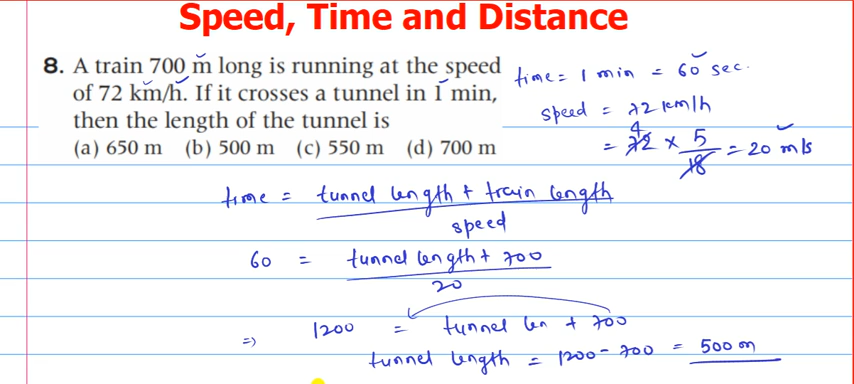 Speed, Time and Distance
8. A train 700 m long is running at the speed
of 72 km/h. If it crosses a tunnel in 1 min,
then the length of the tunnel is
(a) 650 m (b) 500 m (c) 550 m (d) 700 m
time = 1 min = 60 sec.
speed = 72 km/h
= 72 × 5/18 = 20 m/s
4
time = tunnel length + train length
speed
60 = tunnel length + 700
20
=> 1200 = tunnel len + 700
tunnel length = 1200 - 700 = 500 m